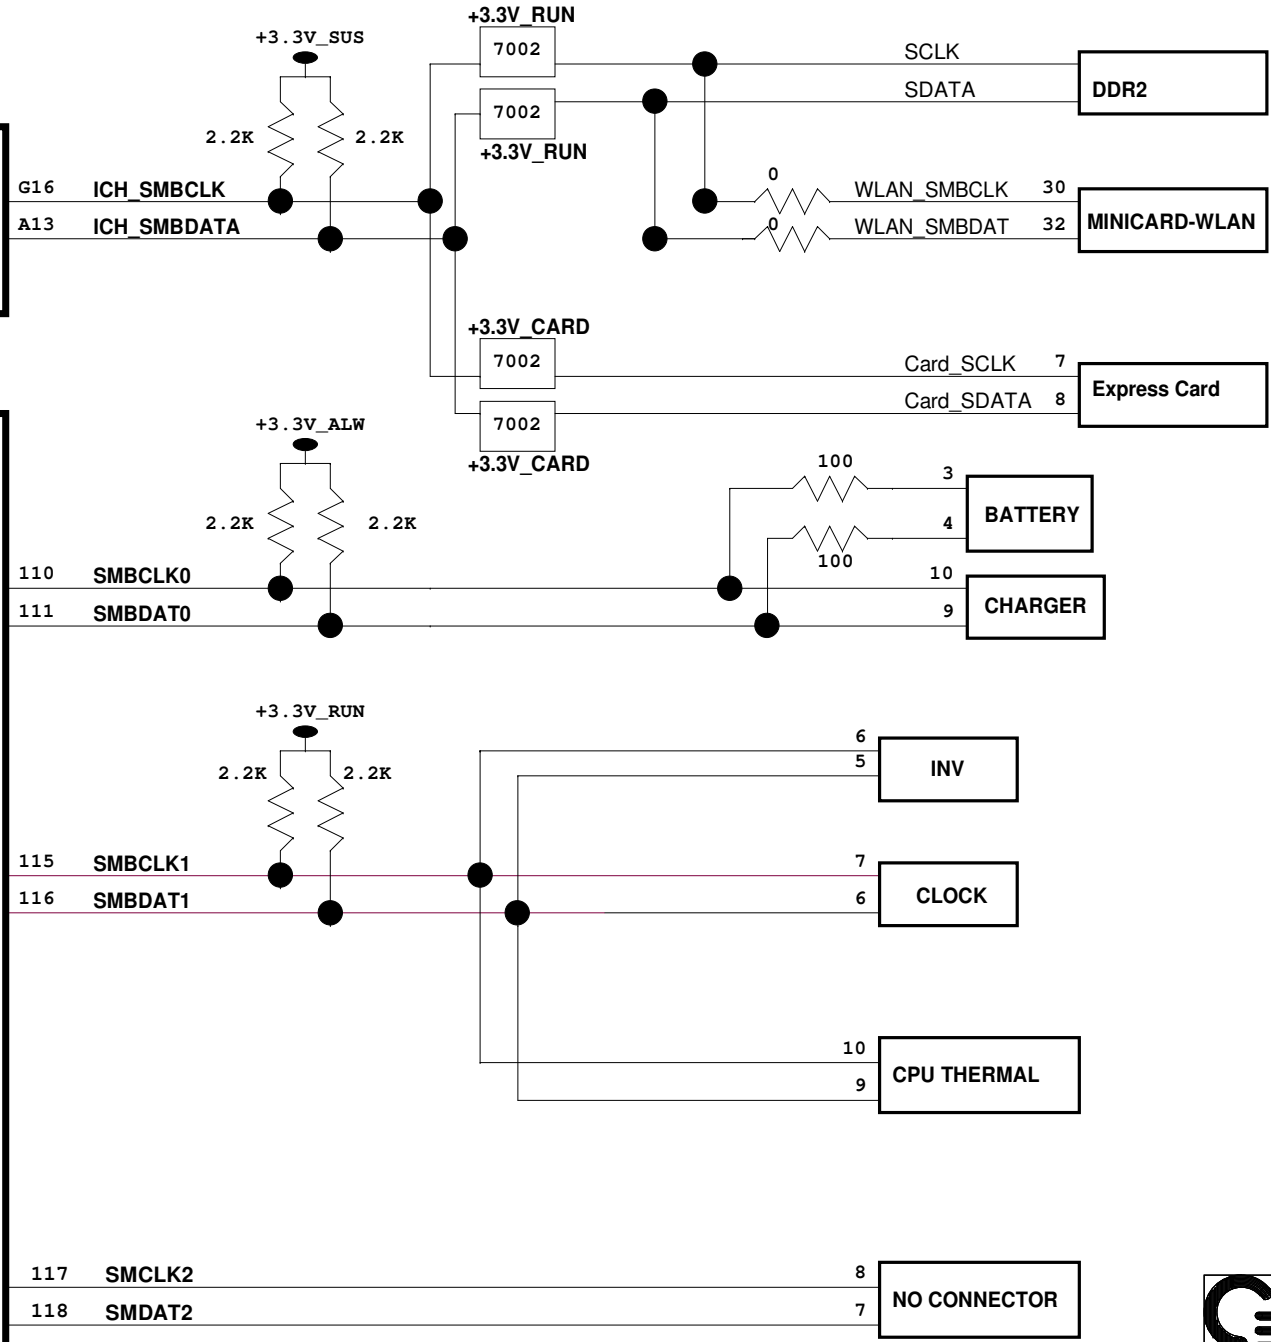 +3.3V_RUN
+3.3V_SUS
7002
SCLK
SDATA
DDR2
2.2K
2.2K
7002
+3.3V_RUN
G16
ICH_SMBCLK
0
WLAN_SMBCLK
30
A13
ICH_SMBDATA
0
WLAN_SMBDAT
32
MINICARD-WLAN
+3.3V_CARD
7002
Card_SCLK
7
Express Card
Card_SDATA
8
7002
+3.3V_CARD
+3.3V_ALW
2.2K
2.2K
100
3
BATTERY
4
100
110
SMBCLK0
10
CHARGER
111
SMBDAT0
9
+3.3V_RUN
2.2K
2.2K
6
5
INV
115
SMBCLK1
7
CLOCK
116
SMBDAT1
6
10
CPU THERMAL
9
117
SMCLK2
8
NO CONNECTOR
118
SMDAT2
7